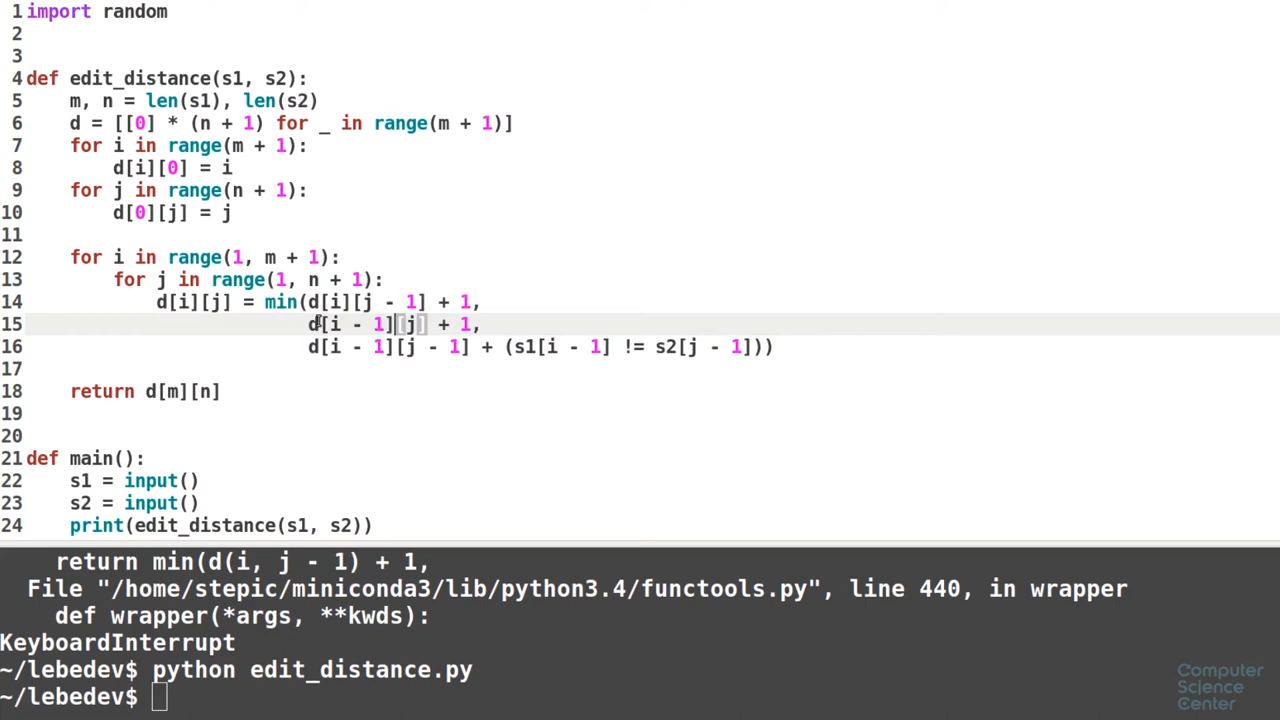 1 import random
2
3
4 def edit_distance(s1, s2):
5     m, n = len(s1), len(s2)
6     d = [[0] * (n + 1) for _ in range(m + 1)]
7     for i in range(m + 1):
8         d[i][0] = i
9     for j in range(n + 1):
10         d[0][j] = j
11
12     for i in range(1, m + 1):
13         for j in range(1, n + 1):
14             d[i][j] = min(d[i][j - 1] + 1,
15                           d[i - 1][j] + 1,
16                           d[i - 1][j - 1] + (s1[i - 1] != s2[j - 1]))
17
18     return d[m][n]
19
20
21 def main():
22     s1 = input()
23     s2 = input()
24     print(edit_distance(s1, s2))
    return min(d(i, j - 1) + 1,
  File "/home/stepic/miniconda3/lib/python3.4/functools.py", line 440, in wrapper
    def wrapper(*args, **kwds):
KeyboardInterrupt
~/lebedev$ python edit_distance.py
~/lebedev$
Computer
Science
Center